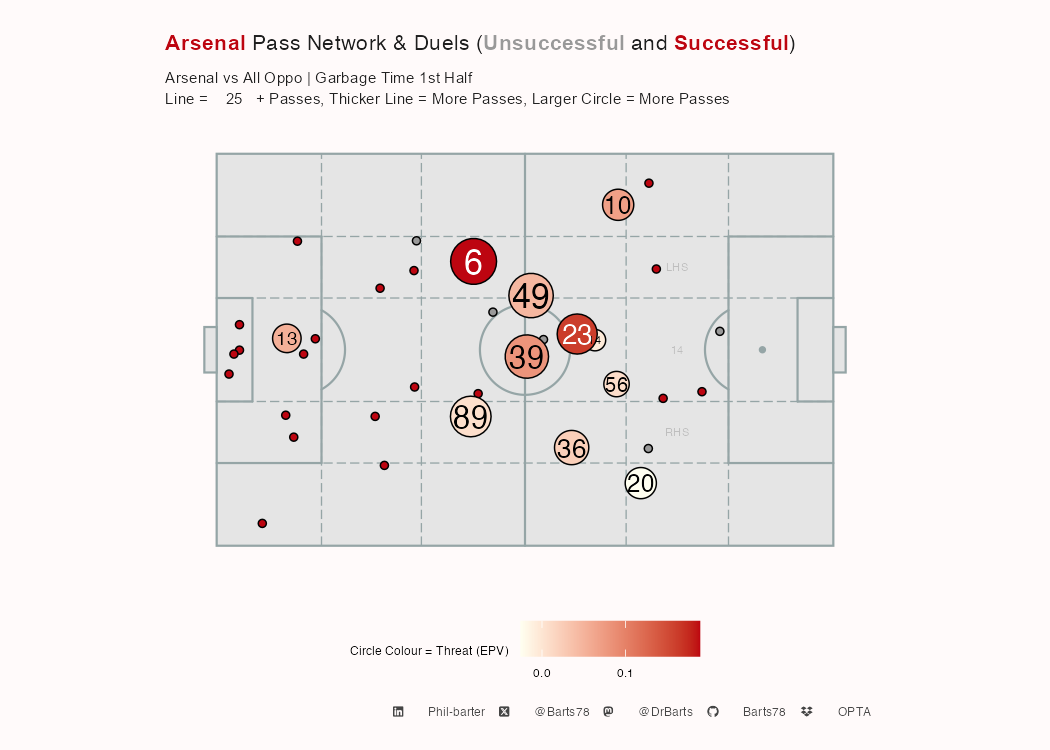 Arsenal Pass Network & Duels (Unsuccessful and Successful)
Arsenal vs All Oppo | Garbage Time 1st Half
Line = 25 + Passes, Thicker Line = More Passes, Larger Circle = More Passes
10
6
LHS
49
23
13
14
39
56
89
RHS
36
20
Circle Colour = Threat (EPV)
0.0
0.1
Phil-barter
@Barts78
@DrBarts
Barts78
OPTA